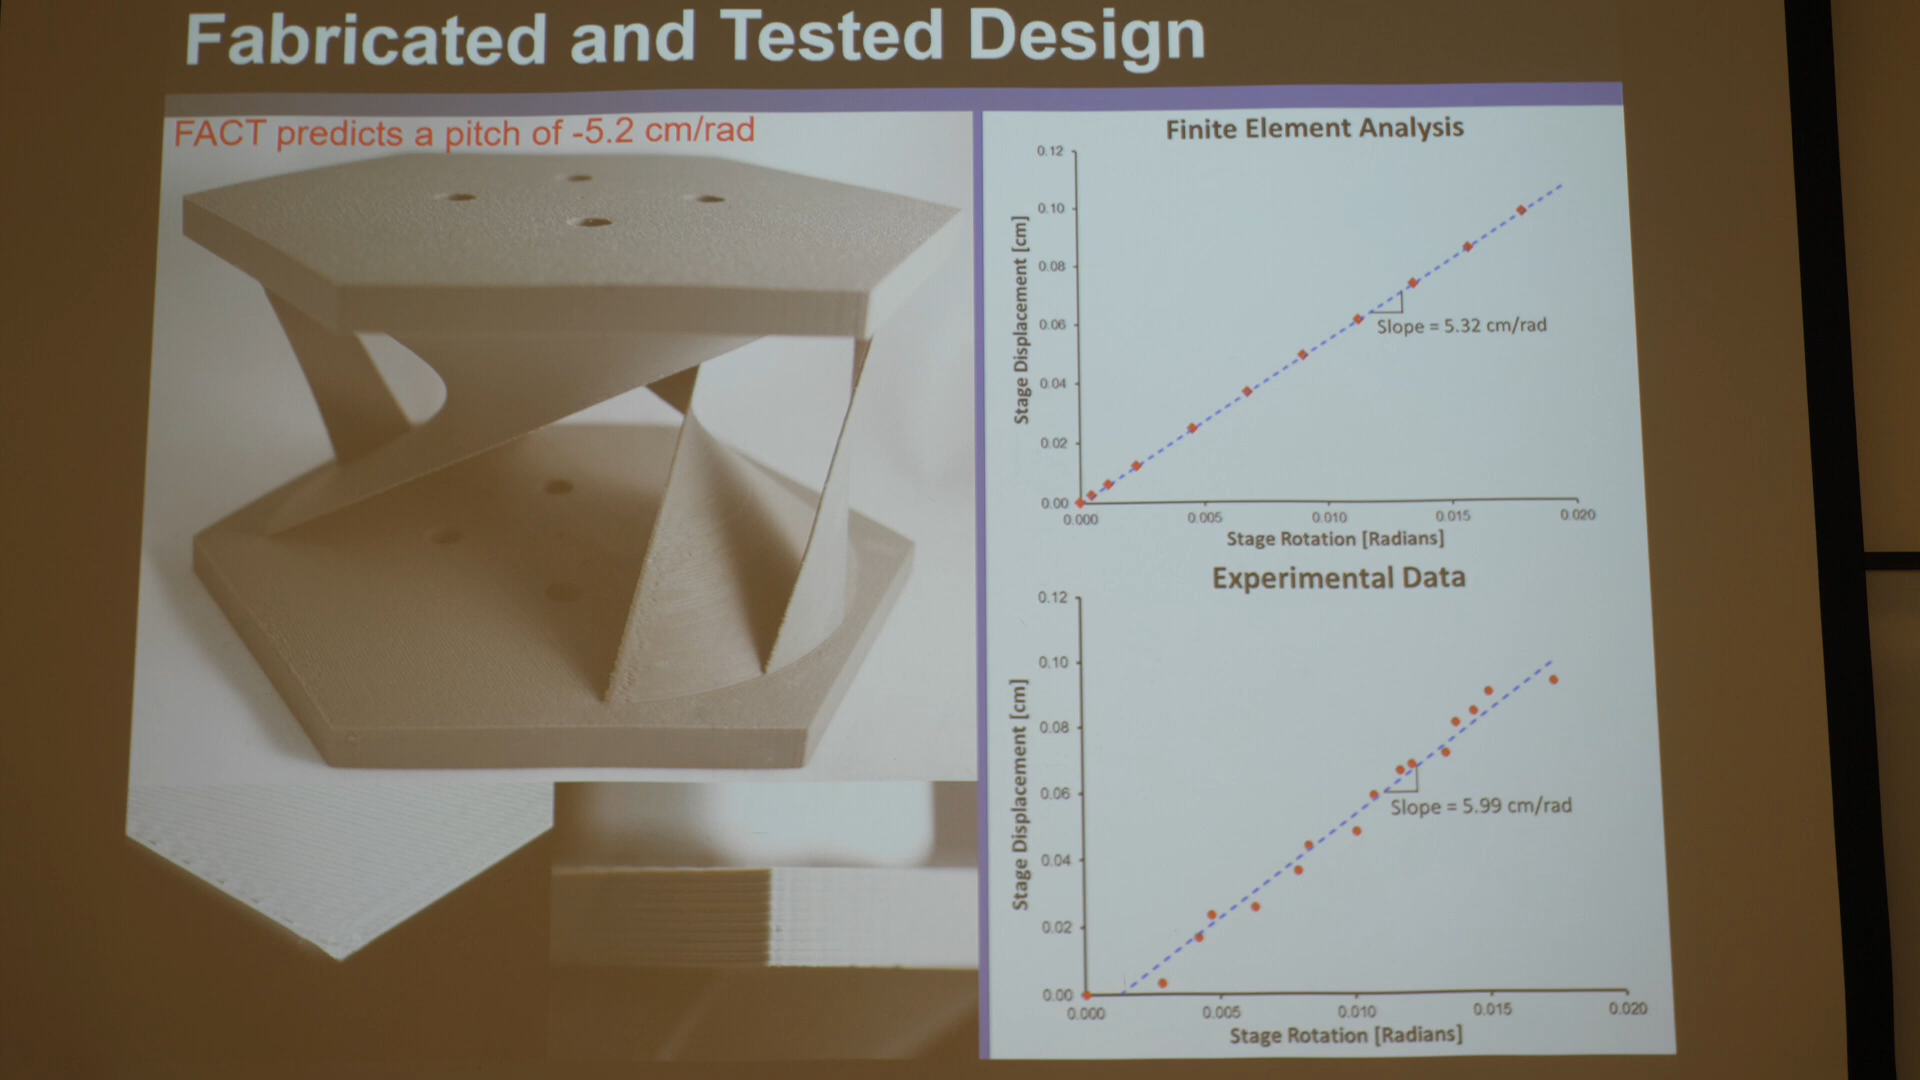 Fabricated and Tested Design
FACT predicts a pitch of -5.2 cm/rad
Finite Element Analysis
0.12
0.10
0.08
0.06
0.04
0.02
0.00
Stage Displacement [cm]
Slope = 5.32 cm/rad
0.000 0.005 0.010 0.015 0.020
Stage Rotation [Radians]
Experimental Data
0.12
0.10
0.08
0.06
0.04
0.02
0.00
Stage Displacement [cm]
Slope = 5.99 cm/rad
0.000 0.005 0.010 0.015 0.020
Stage Rotation [Radians]